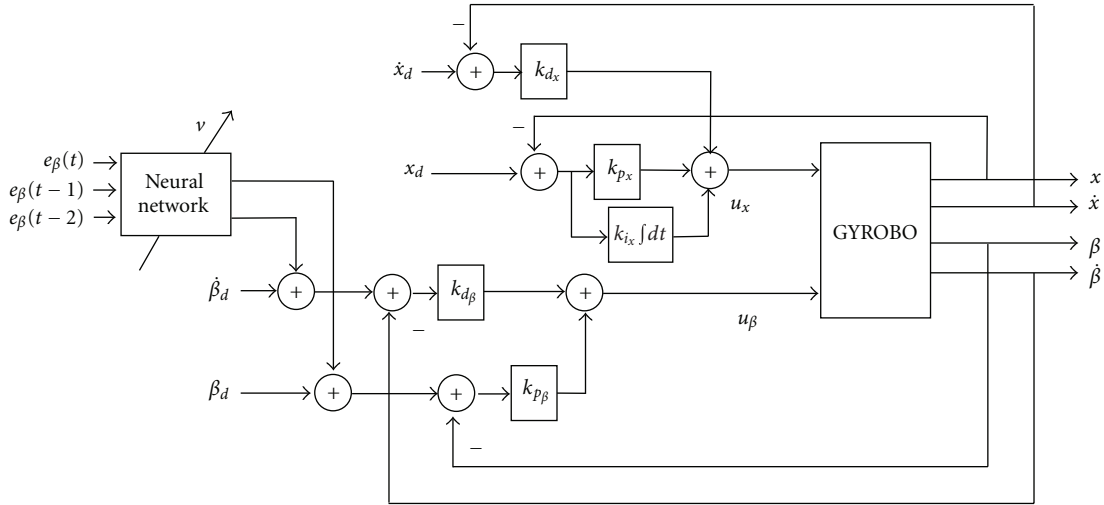 −
ẋ_d
+
k_{d_x}
−
v
x_d
+
k_{p_x}
+
e_β(t)
e_β(t − 1)
e_β(t − 2)
Neural
network
k_{i_x} ∫dt
u_x
GYROBO
x
ẋ
β
β̇
β̇_d
+
+
−
k_{d_β}
+
u_β
β_d
+
+
−
k_{p_β}